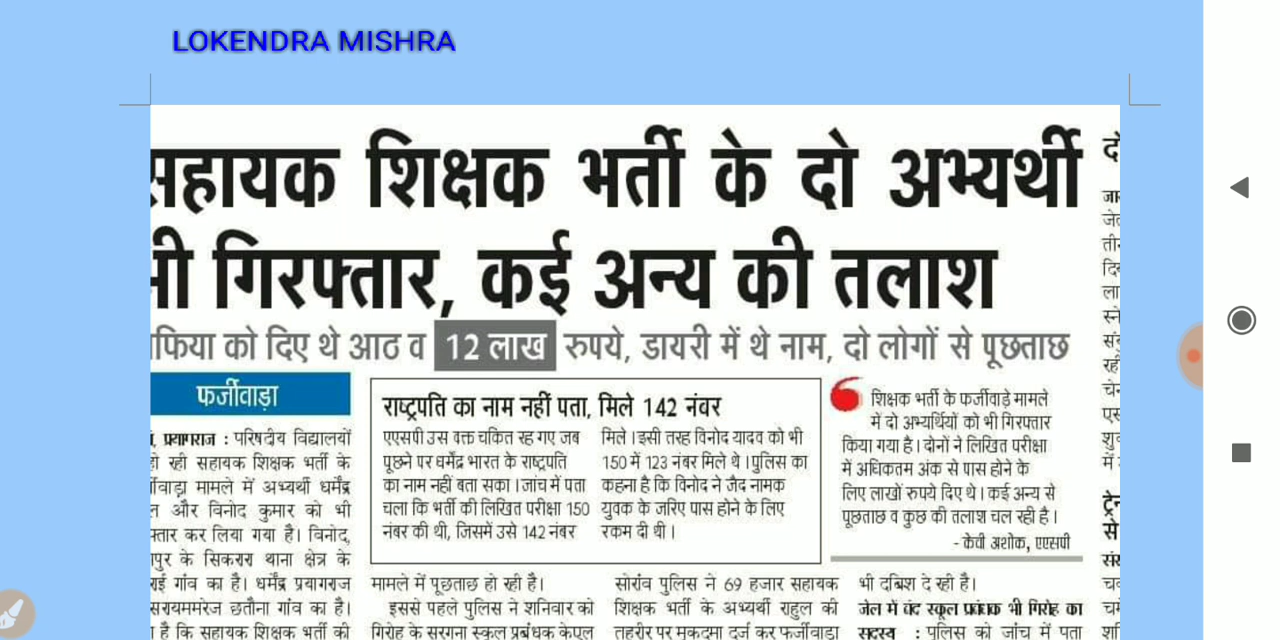 LOKENDRA MISHRA
सहायक शिक्षक भर्ती के दो अभ्यर्थी
भी गिरफ्तार, कई अन्य की तलाश
को दिए थे आठ व 12 लाख रुपये, डायरी में थे नाम, दो लोगों से पूछताछ
फर्जीवाड़ा
प्रयागराज : परिषदीय विद्यालयों
रही सहायक शिक्षक भर्ती के
मामले में अभ्यर्थी धर्मेंद्र
और विनोद कुमार को भी
कर लिया गया है। विनोद,
के सिकरारा थाना क्षेत्र के
गांव का है। धर्मेंद्र प्रयागराज
छतौना गांव का है।
है कि सहायक शिक्षक भर्ती की
राष्ट्रपति का नाम नहीं पता, मिले 142 नंवर
एएसपी उस वक्त चकित रह गए जब
पूछने पर धर्मेंद्र भारत के राष्ट्रपति
का नाम नहीं बता सका। जांच में पता
चला कि भर्ती की लिखित परीक्षा 150
नंबर की थी, जिसमें उसे 142 नंबर
मिले। इसी तरह विनोद यादव को भी
150 में 123 नंबर मिले थे। पुलिस का
कहना है कि विनोद ने जैद नामक
युवक के जरिए पास होने के लिए
रकम दी थी।
शिक्षक भर्ती के फर्जीवाड़े मामले
में दो अभ्यर्थियों को भी गिरफ्तार
किया गया है। दोनों ने लिखित परीक्षा
में अधिकतम अंक से पास होने के
लिए लाखों रुपये दिए थे। कई अन्य से
पूछताछ व कुछ की तलाश चल रही है।
- केवी अशोक, एएसपी
मामले में पूछताछ हो रही है।
इससे पहले पुलिस ने शनिवार को
गिरोह के सरगना स्कूल प्रबंधक केएल
सोरांव पुलिस ने 69 हजार सहायक
शिक्षक भर्ती के अभ्यर्थी राहुल की
तहरीर पर मुकदमा दर्ज कर फर्जीवाड़ा
भी दबिश दे रही है।
जेल में वंद स्कूल प्रबंधक भी गिरोह का
सदस्य : पुलिस को जांच में पता